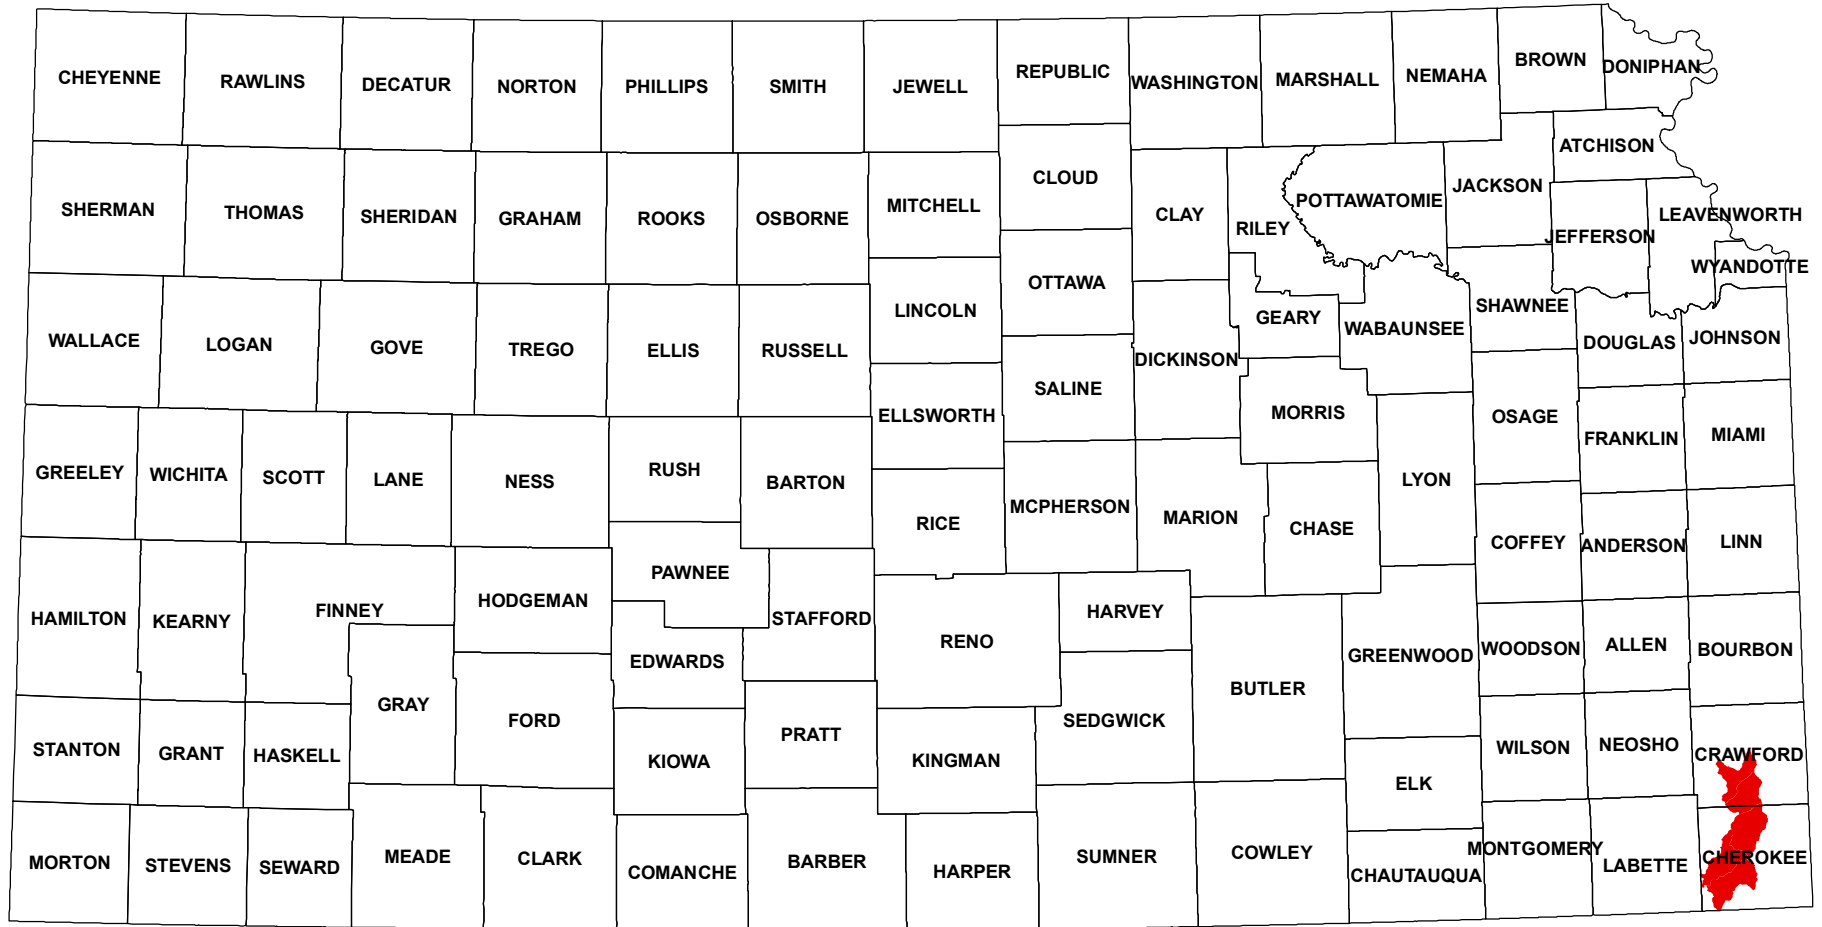 CHEYENNE
RAWLINS
DECATUR
NORTON
PHILLIPS
SMITH
JEWELL
REPUBLIC
WASHINGTON
MARSHALL
NEMAHA
BROWN
DONIPHAN
ATCHISON
CLOUD
JACKSON
SHERMAN
THOMAS
SHERIDAN
GRAHAM
ROOKS
OSBORNE
MITCHELL
CLAY
RILEY
POTTAWATOMIE
LEAVENWORTH
JEFFERSON
WYANDOTTE
OTTAWA
LINCOLN
GEARY
WABAUNSEE
SHAWNEE
DOUGLAS
JOHNSON
WALLACE
LOGAN
GOVE
TREGO
ELLIS
RUSSELL
DICKINSON
SALINE
ELLSWORTH
MORRIS
OSAGE
FRANKLIN
MIAMI
GREELEY
WICHITA
SCOTT
LANE
NESS
RUSH
BARTON
RICE
MCPHERSON
MARION
CHASE
LYON
COFFEY
ANDERSON
LINN
HAMILTON
KEARNY
FINNEY
HODGEMAN
PAWNEE
STAFFORD
RENO
HARVEY
EDWARDS
GREENWOOD
WOODSON
ALLEN
BOURBON
GRAY
FORD
BUTLER
SEDGWICK
STANTON
GRANT
HASKELL
KIOWA
PRATT
KINGMAN
ELK
WILSON
NEOSHO
CRAWFORD
MORTON
STEVENS
SEWARD
MEADE
CLARK
COMANCHE
BARBER
HARPER
SUMNER
COWLEY
CHAUTAUQUA
MONTGOMERY
LABETTE
CHEROKEE